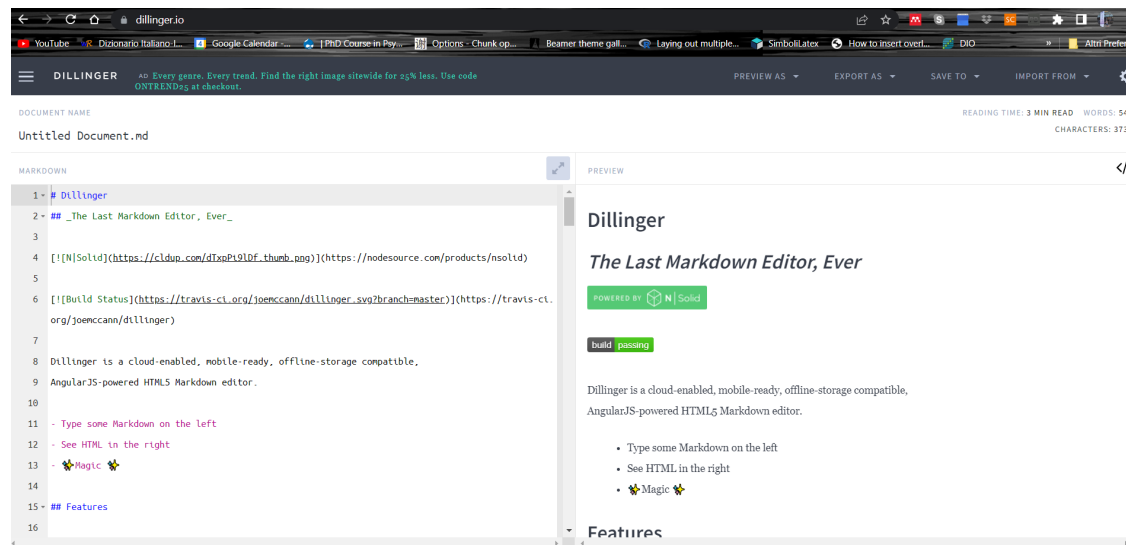 dillinger.io
YouTube Dizionario Italiano-I... Google Calendar -... | PhD Course in Psy... Options - Chunk op... Beamer theme gall... Laying out multiple... SimboliLatex How to insert overl... DIO » Altri Prefer
DILLINGER AD Every genre. Every trend. Find the right image sitewide for 25% less. Use code PREVIEW AS EXPORT AS SAVE TO IMPORT FROM
ONTREND25 at checkout.
DOCUMENT NAME READING TIME: 3 MIN READ WORDS: 54
Untitled Document.md CHARACTERS: 373
MARKDOWN
1 # Dillinger
2 ## _The Last Markdown Editor, Ever_
3
4 [![N|Solid](https://cldup.com/dTxpPi9lDf.thumb.png)](https://nodesource.com/products/nsolid)
5
6 [![Build Status](https://travis-ci.org/joemccann/dillinger.svg?branch=master)](https://travis-ci.
org/joemccann/dillinger)
7
8 Dillinger is a cloud-enabled, mobile-ready, offline-storage compatible,
9 AngularJS-powered HTML5 Markdown editor.
10
11 - Type some Markdown on the left
12 - See HTML in the right
13 - ✨Magic ✨
14
15 ## Features
16
PREVIEW </
Dillinger
The Last Markdown Editor, Ever
POWERED BY N|Solid
build passing
Dillinger is a cloud-enabled, mobile-ready, offline-storage compatible,
AngularJS-powered HTML5 Markdown editor.
• Type some Markdown on the left
• See HTML in the right
• ✨Magic ✨
Features